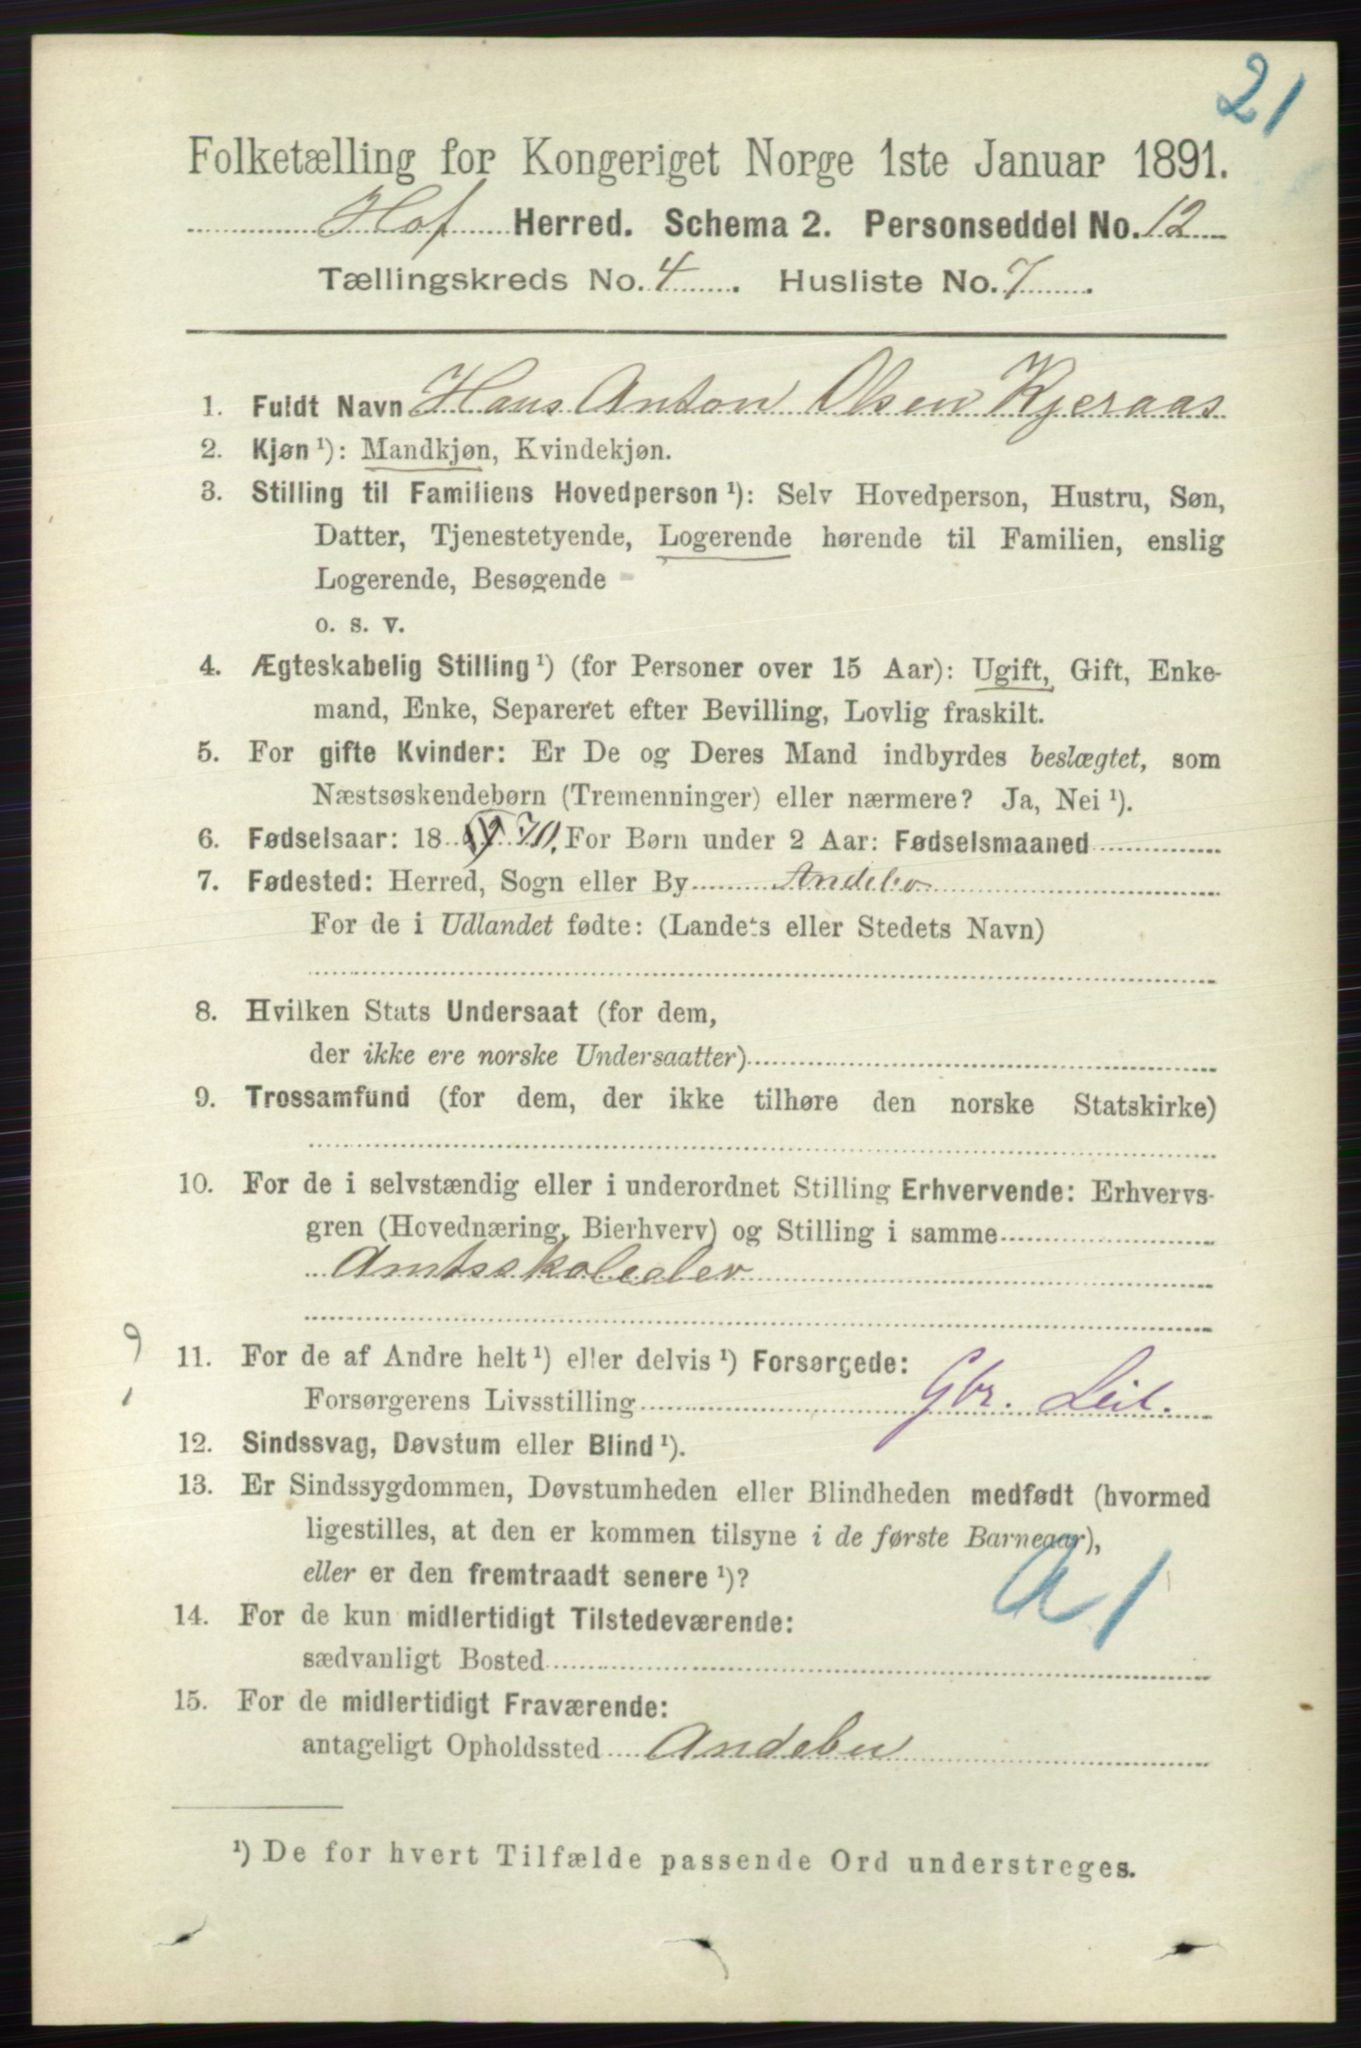 21
Folketælling for Kongeriget Norge 1ste Januar 1891.
Hof Herred. Schema 2. Personseddel No. 12
Tællingskreds No. 4. Husliste No. 7.
1. Fuldt Navn Hans Anton Olsen Kjeraas
2. Kjøn ¹): Mandkjøn, Kvindekjøn.
3. Stilling til Familiens Hovedperson ¹): Selv Hovedperson, Hustru, Søn,
Datter, Tjenestetyende, Logerende hørende til Familien, enslig
Logerende, Besøgende
o. s. v.
4. Ægteskabelig Stilling ¹) (for Personer over 15 Aar): Ugift, Gift, Enke-
mand, Enke, Separeret efter Bevilling, Lovlig fraskilt.
5. For gifte Kvinder: Er De og Deres Mand indbyrdes beslægtet, som
Næstsøskendebørn (Tremenninger) eller nærmere? Ja, Nei ¹).
6. Fødselsaar: 18 70. For Børn under 2 Aar: Fødselsmaaned
7. Fødested: Herred, Sogn eller By Andebo
For de i Udlandet fødte: (Landets eller Stedets Navn)
8. Hvilken Stats Undersaat (for dem,
der ikke ere norske Undersaatter)
9. Trossamfund (for dem, der ikke tilhøre den norske Statskirke)
10. For de i selvstændig eller i underordnet Stilling Erhvervende: Erhvervs-
gren (Hovednæring, Bierhverv) og Stilling i samme
Amtsskoleelev
11. For de af Andre helt ¹) eller delvis ¹) Forsørgede:
Forsørgerens Livsstilling Gbr. Leil.
12. Sindssvag, Døvstum eller Blind ¹).
13. Er Sindssygdommen, Døvstumheden eller Blindheden medfødt (hvormed
ligestilles, at den er kommen tilsyne i de første Barneaar),
eller er den fremtraadt senere ¹)?
a 1
14. For de kun midlertidigt Tilstedeværende:
sædvanligt Bosted
15. For de midlertidigt Fraværende:
antageligt Opholdssted Andebu
¹) De for hvert Tilfælde passende Ord understreges.